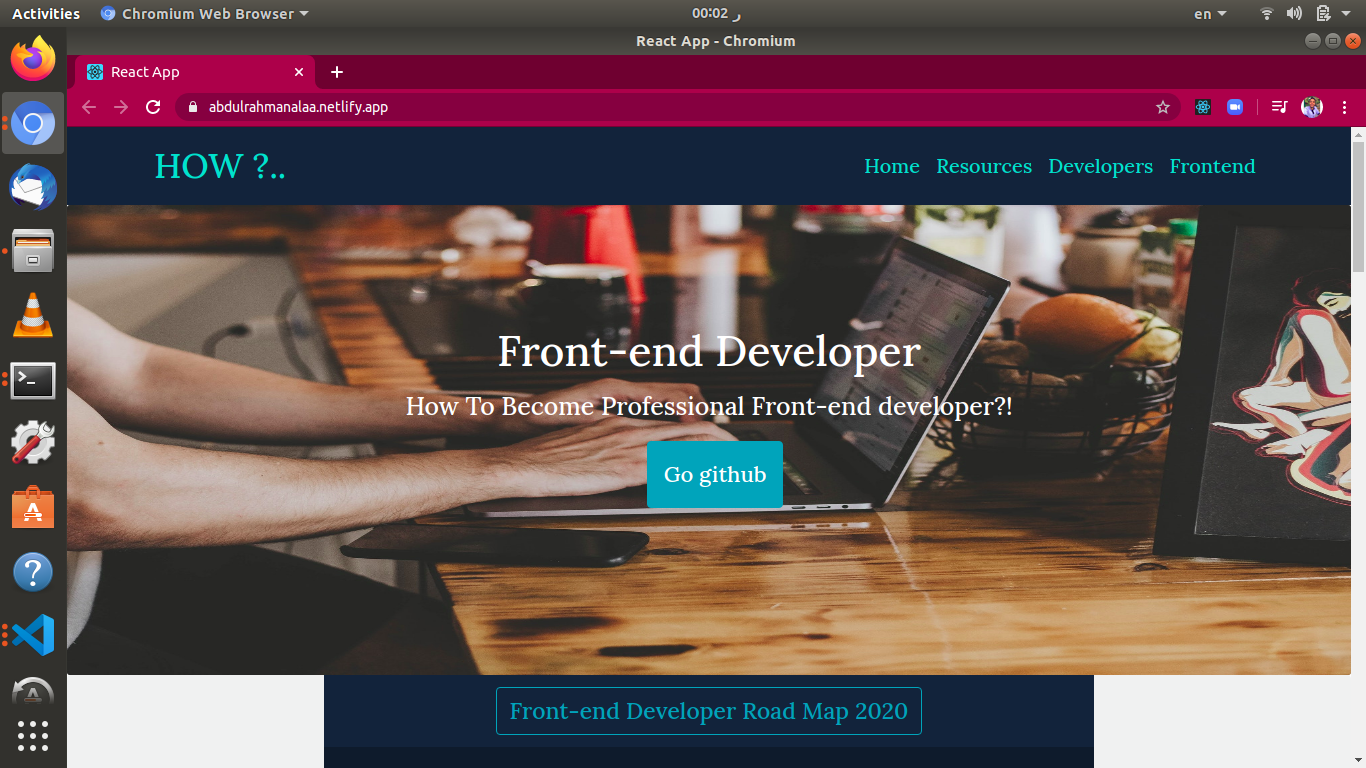 Activities
Chromium Web Browser
00:02 ر
en
React App - Chromium
React App
abdulrahmanalaa.netlify.app
HOW ?..
Home Resources Developers Frontend
Front-end Developer
How To Become Professional Front-end developer?!
Go github
Front-end Developer Road Map 2020